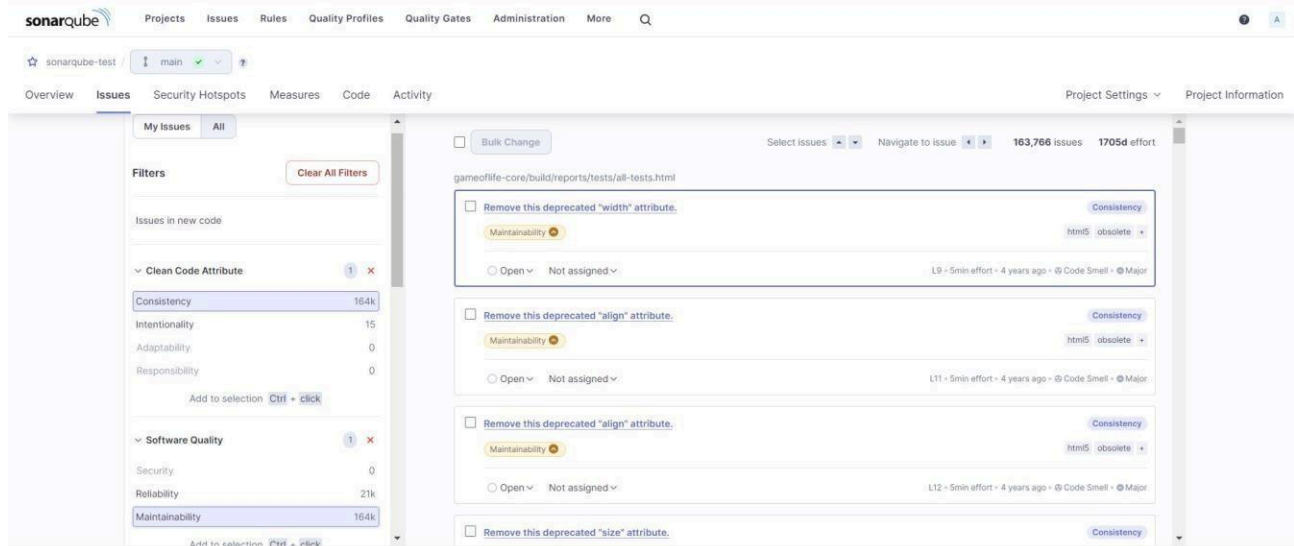 sonarqube Projects Issues Rules Quality Profiles Quality Gates Administration More ? A
sonarqube-test / main ?
Overview Issues Security Hotspots Measures Code Activity Project Settings Project Information
My Issues All
Filters Clear All Filters
Issues in new code
Clean Code Attribute 1
Consistency 164k
Intentionality 15
Adaptability 0
Responsibility 0
Add to selection Ctrl + click
Software Quality 1
Security 0
Reliability 21k
Maintainability 164k
Add to selection Ctrl + click
Bulk Change Select issues Navigate to issue 163,766 issues 1705d effort
gameoflife-core/build/reports/tests/all-tests.html
Remove this deprecated "width" attribute. Consistency
Maintainability html5 obsolete +
Open Not assigned L9 • 5min effort • 4 years ago • Code Smell • Major
Remove this deprecated "align" attribute. Consistency
Maintainability html5 obsolete +
Open Not assigned L11 • 5min effort • 4 years ago • Code Smell • Major
Remove this deprecated "align" attribute. Consistency
Maintainability html5 obsolete +
Open Not assigned L12 • 5min effort • 4 years ago • Code Smell • Major
Remove this deprecated "size" attribute. Consistency